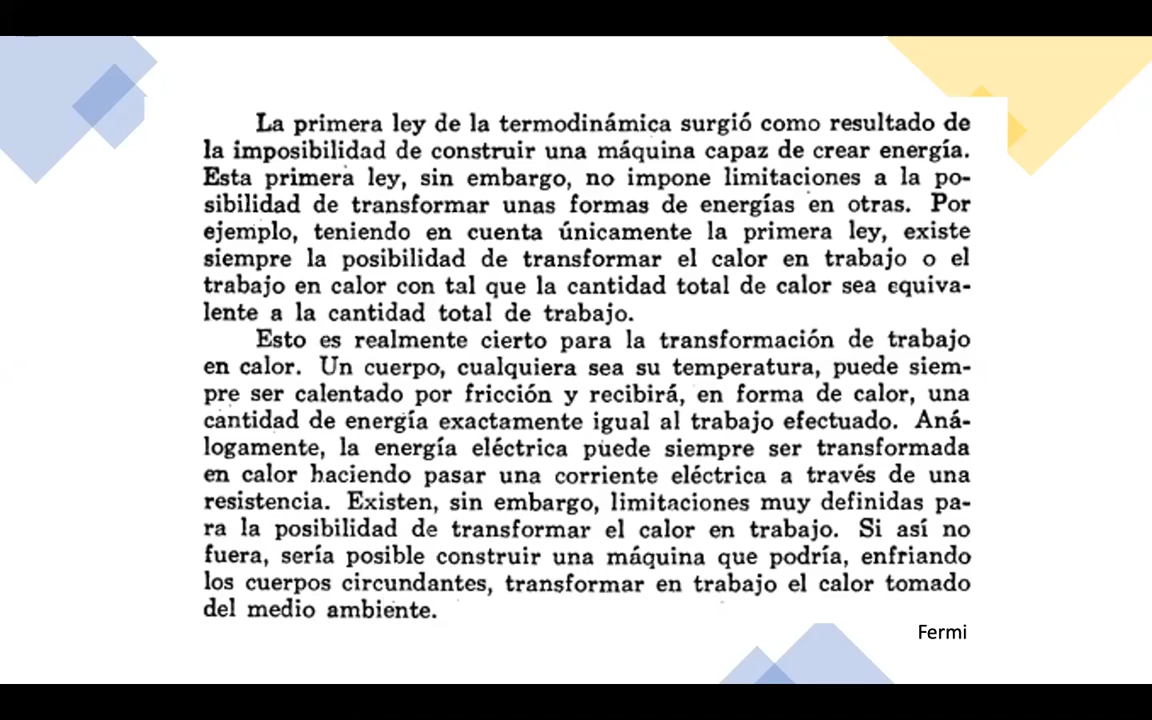 La primera ley de la termodinámica surgió como resultado de
la imposibilidad de construir una máquina capaz de crear energía.
Esta primera ley, sin embargo, no impone limitaciones a la po-
sibilidad de transformar unas formas de energías en otras. Por
ejemplo, teniendo en cuenta únicamente la primera ley, existe
siempre la posibilidad de transformar el calor en trabajo o el
trabajo en calor con tal que la cantidad total de calor sea equiva-
lente a la cantidad total de trabajo.
Esto es realmente cierto para la transformación de trabajo
en calor. Un cuerpo, cualquiera sea su temperatura, puede siem-
pre ser calentado por fricción y recibirá, en forma de calor, una
cantidad de energía exactamente igual al trabajo efectuado. Aná-
logamente, la energía eléctrica puede siempre ser transformada
en calor haciendo pasar una corriente eléctrica a través de una
resistencia. Existen, sin embargo, limitaciones muy definidas pa-
ra la posibilidad de transformar el calor en trabajo. Si así no
fuera, sería posible construir una máquina que podría, enfriando
los cuerpos circundantes, transformar en trabajo el calor tomado
del medio ambiente.
Fermi